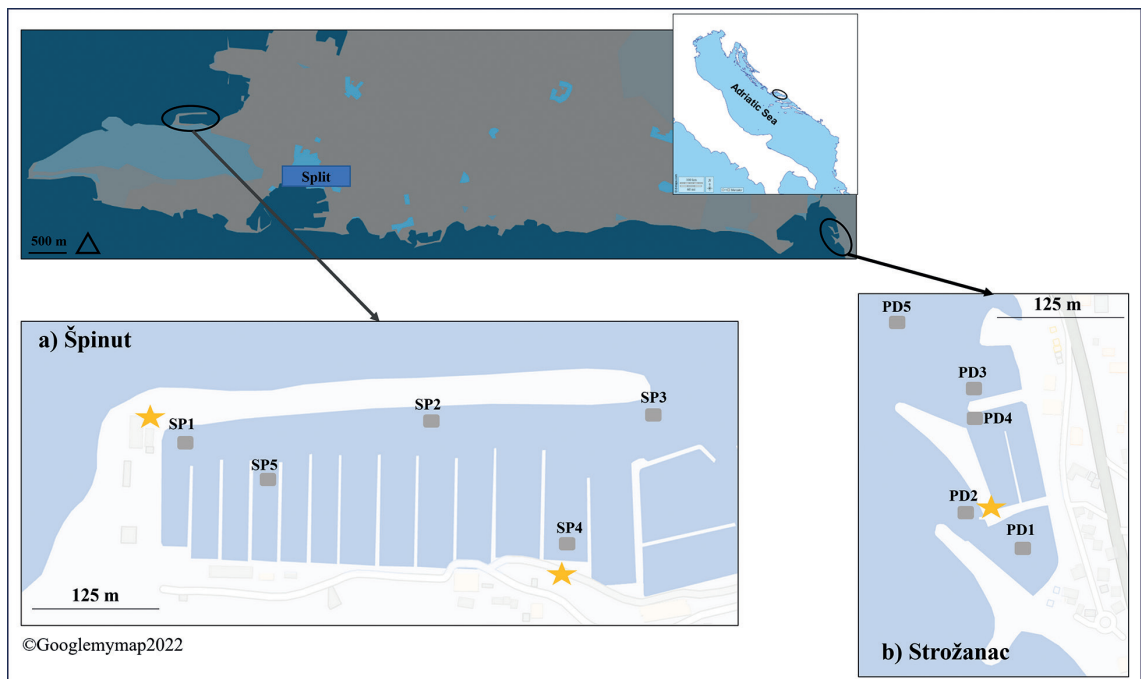 Adriatic Sea
Split
500 m
a) Špinut
SP1
SP2
SP3
SP5
SP4
125 m
©Googlemymap2022
125 m
PD5
PD3
PD4
PD2
PD1
b) Strožanac